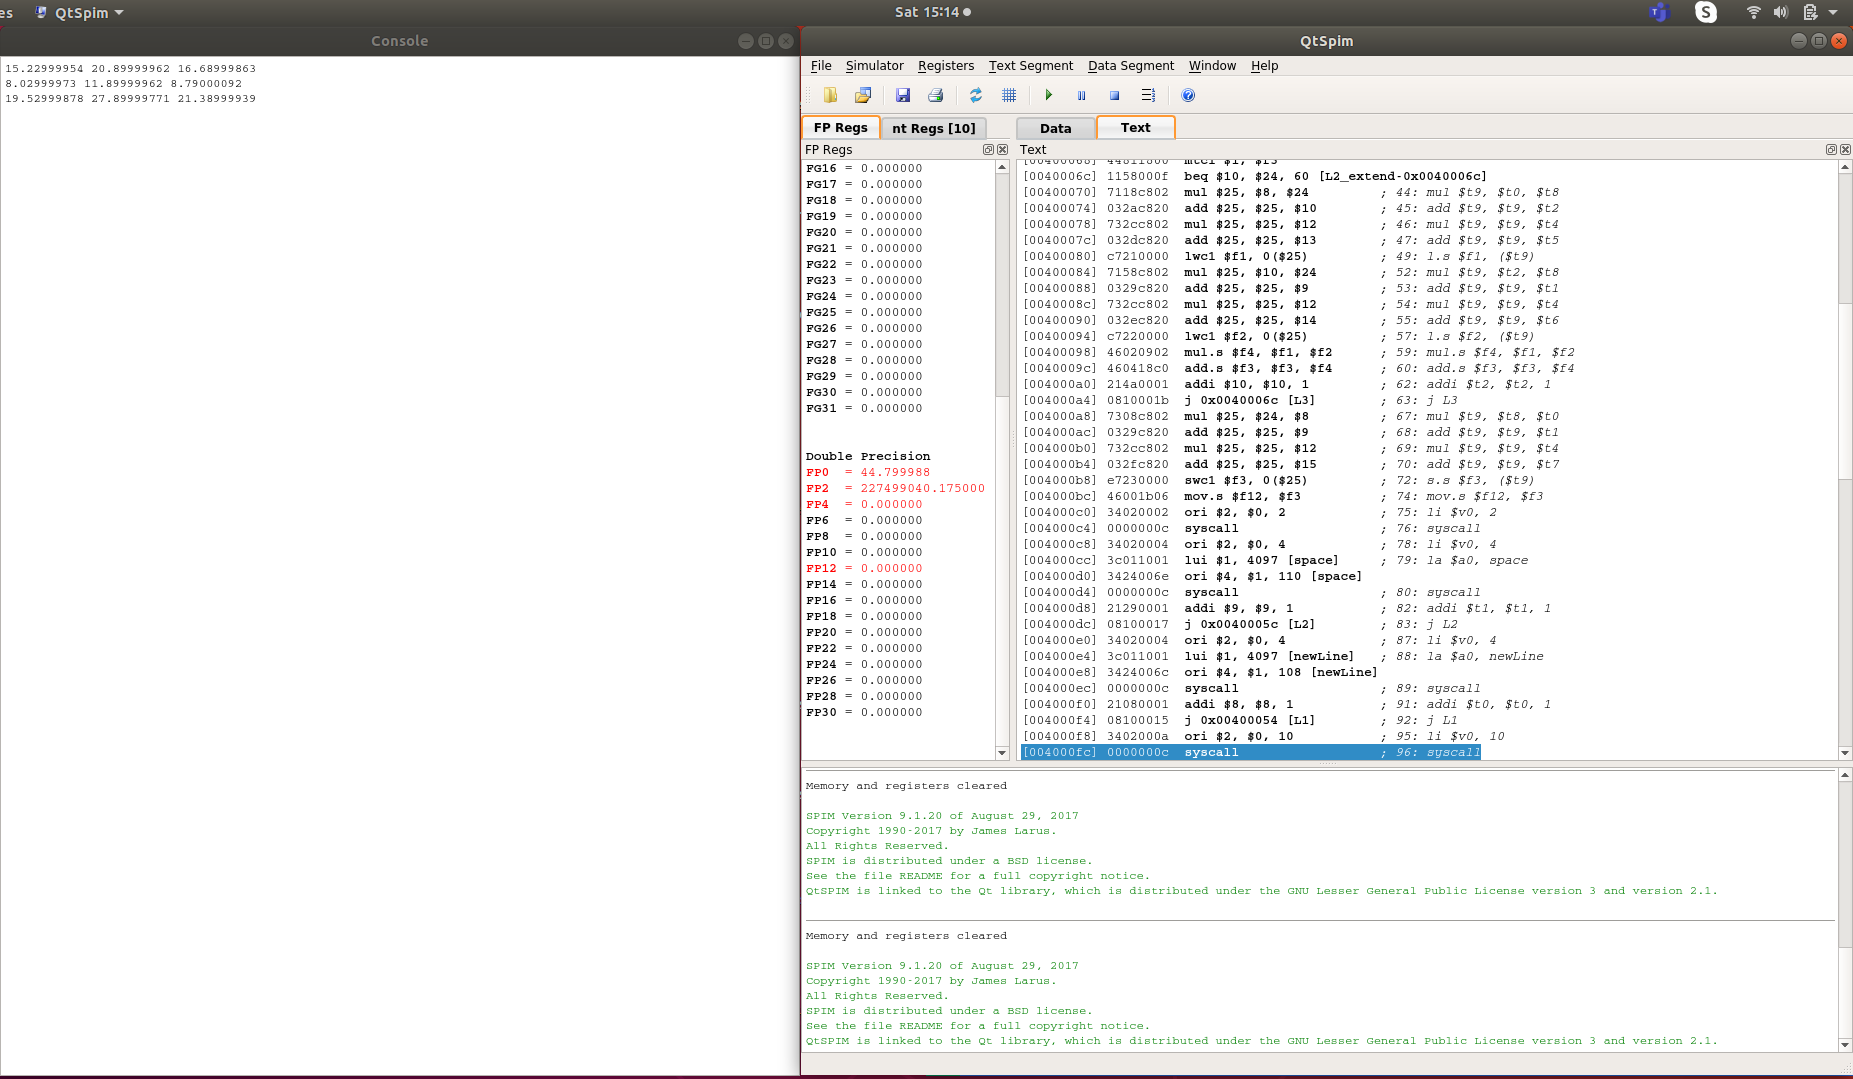 es QtSpim
Sat 15:14
Console
15.22999954 20.89999962 16.68999863
8.02999973 11.89999962 8.79000092
19.52999878 27.89999771 21.38999939
QtSpim
File Simulator Registers Text Segment Data Segment Window Help
FP Regs nt Regs [10]
FP Regs
FG16 = 0.000000
FG17 = 0.000000
FG18 = 0.000000
FG19 = 0.000000
FG20 = 0.000000
FG21 = 0.000000
FG22 = 0.000000
FG23 = 0.000000
FG24 = 0.000000
FG25 = 0.000000
FG26 = 0.000000
FG27 = 0.000000
FG28 = 0.000000
FG29 = 0.000000
FG30 = 0.000000
FG31 = 0.000000
Double Precision
FP0 = 44.799988
FP2 = 227499040.175000
FP4 = 0.000000
FP6 = 0.000000
FP8 = 0.000000
FP10 = 0.000000
FP12 = 0.000000
FP14 = 0.000000
FP16 = 0.000000
FP18 = 0.000000
FP20 = 0.000000
FP22 = 0.000000
FP24 = 0.000000
FP26 = 0.000000
FP28 = 0.000000
FP30 = 0.000000
Data Text
Text
[00400068] 44811800 mtc1 $1, $f3
[0040006c] 1158000f beq $10, $24, 60 [L2_extend-0x0040006c]
[00400070] 7118c802 mul $25, $8, $24 ; 44: mul $t9, $t0, $t8
[00400074] 032ac820 add $25, $25, $10 ; 45: add $t9, $t9, $t2
[00400078] 732cc802 mul $25, $25, $12 ; 46: mul $t9, $t9, $t4
[0040007c] 032dc820 add $25, $25, $13 ; 47: add $t9, $t9, $t5
[00400080] c7210000 lwc1 $f1, 0($25) ; 49: l.s $f1, ($t9)
[00400084] 7158c802 mul $25, $10, $24 ; 52: mul $t9, $t2, $t8
[00400088] 0329c820 add $25, $25, $9 ; 53: add $t9, $t9, $t1
[0040008c] 732cc802 mul $25, $25, $12 ; 54: mul $t9, $t9, $t4
[00400090] 032ec820 add $25, $25, $14 ; 55: add $t9, $t9, $t6
[00400094] c7220000 lwc1 $f2, 0($25) ; 57: l.s $f2, ($t9)
[00400098] 46020902 mul.s $f4, $f1, $f2 ; 59: mul.s $f4, $f1, $f2
[0040009c] 460418c0 add.s $f3, $f3, $f4 ; 60: add.s $f3, $f3, $f4
[004000a0] 214a0001 addi $10, $10, 1 ; 62: addi $t2, $t2, 1
[004000a4] 0810001b j 0x0040006c [L3] ; 63: j L3
[004000a8] 7308c802 mul $25, $24, $8 ; 67: mul $t9, $t8, $t0
[004000ac] 0329c820 add $25, $25, $9 ; 68: add $t9, $t9, $t1
[004000b0] 732cc802 mul $25, $25, $12 ; 69: mul $t9, $t9, $t4
[004000b4] 032fc820 add $25, $25, $15 ; 70: add $t9, $t9, $t7
[004000b8] e7230000 swc1 $f3, 0($25) ; 72: s.s $f3, ($t9)
[004000bc] 46001b06 mov.s $f12, $f3 ; 74: mov.s $f12, $f3
[004000c0] 34020002 ori $2, $0, 2 ; 75: li $v0, 2
[004000c4] 0000000c syscall ; 76: syscall
[004000c8] 34020004 ori $2, $0, 4 ; 78: li $v0, 4
[004000cc] 3c011001 lui $1, 4097 [space] ; 79: la $a0, space
[004000d0] 3424006e ori $4, $1, 110 [space]
[004000d4] 0000000c syscall ; 80: syscall
[004000d8] 21290001 addi $9, $9, 1 ; 82: addi $t1, $t1, 1
[004000dc] 08100017 j 0x0040005c [L2] ; 83: j L2
[004000e0] 34020004 ori $2, $0, 4 ; 87: li $v0, 4
[004000e4] 3c011001 lui $1, 4097 [newLine] ; 88: la $a0, newLine
[004000e8] 3424006c ori $4, $1, 108 [newLine]
[004000ec] 0000000c syscall ; 89: syscall
[004000f0] 21080001 addi $8, $8, 1 ; 91: addi $t0, $t0, 1
[004000f4] 08100015 j 0x00400054 [L1] ; 92: j L1
[004000f8] 3402000a ori $2, $0, 10 ; 95: li $v0, 10
[004000fc] 0000000c syscall ; 96: syscall
Memory and registers cleared
SPIM Version 9.1.20 of August 29, 2017
Copyright 1990-2017 by James Larus.
All Rights Reserved.
SPIM is distributed under a BSD license.
See the file README for a full copyright notice.
QtSPIM is linked to the Qt library, which is distributed under the GNU Lesser General Public License version 3 and version 2.1.
Memory and registers cleared
SPIM Version 9.1.20 of August 29, 2017
Copyright 1990-2017 by James Larus.
All Rights Reserved.
SPIM is distributed under a BSD license.
See the file README for a full copyright notice.
QtSPIM is linked to the Qt library, which is distributed under the GNU Lesser General Public License version 3 and version 2.1.